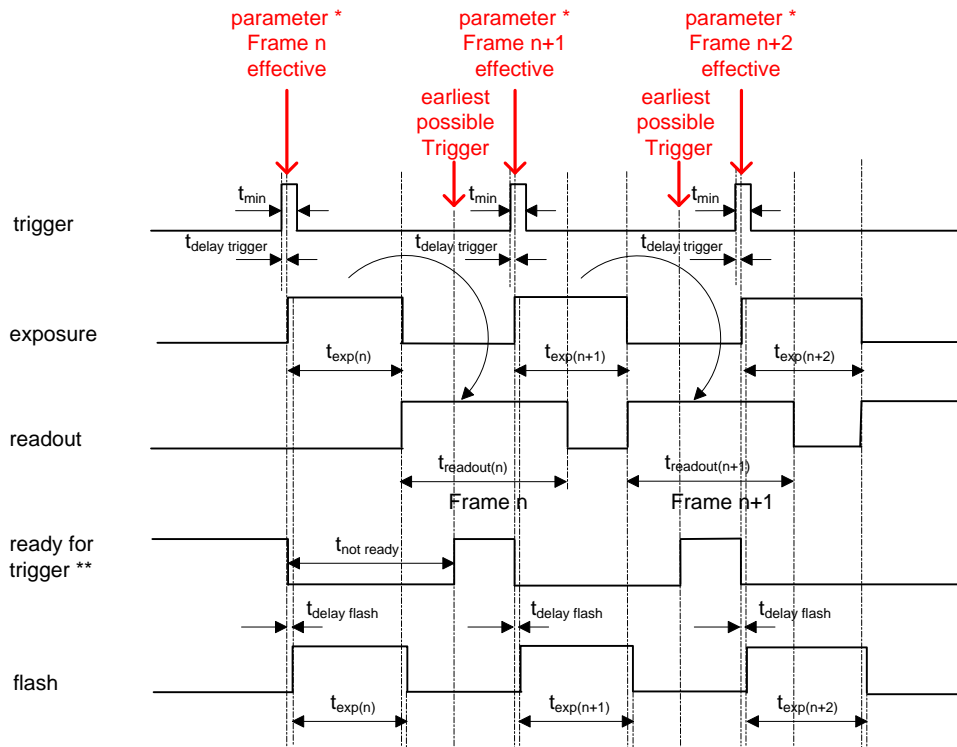 parameter *
Frame n
effective
parameter *
Frame n+1
effective
parameter *
Frame n+2
effective
earliest
possible
Trigger
earliest
possible
Trigger
trigger
tmin
tmin
tmin
tdelay trigger
tdelay trigger
tdelay trigger
exposure
texp(n)
texp(n+1)
texp(n+2)
readout
treadout(n)
treadout(n+1)
Frame n
Frame n+1
ready for
trigger **
tnot ready
tdelay flash
tdelay flash
tdelay flash
flash
texp(n)
texp(n+1)
texp(n+2)